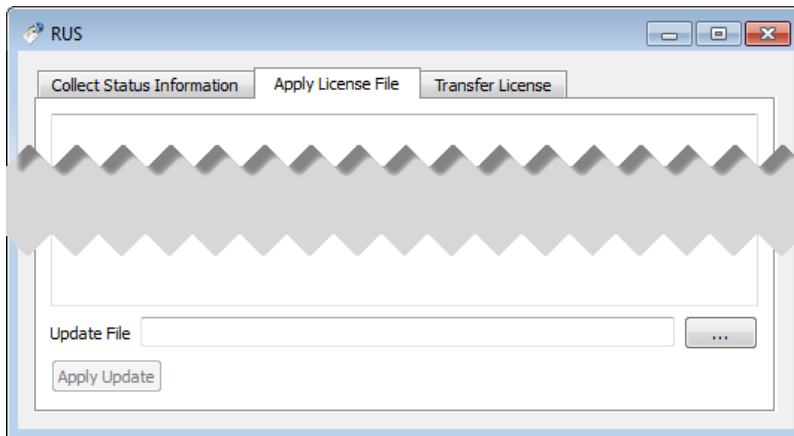 RUS
Collect Status Information Apply License File Transfer License
Update File ...
Apply Update